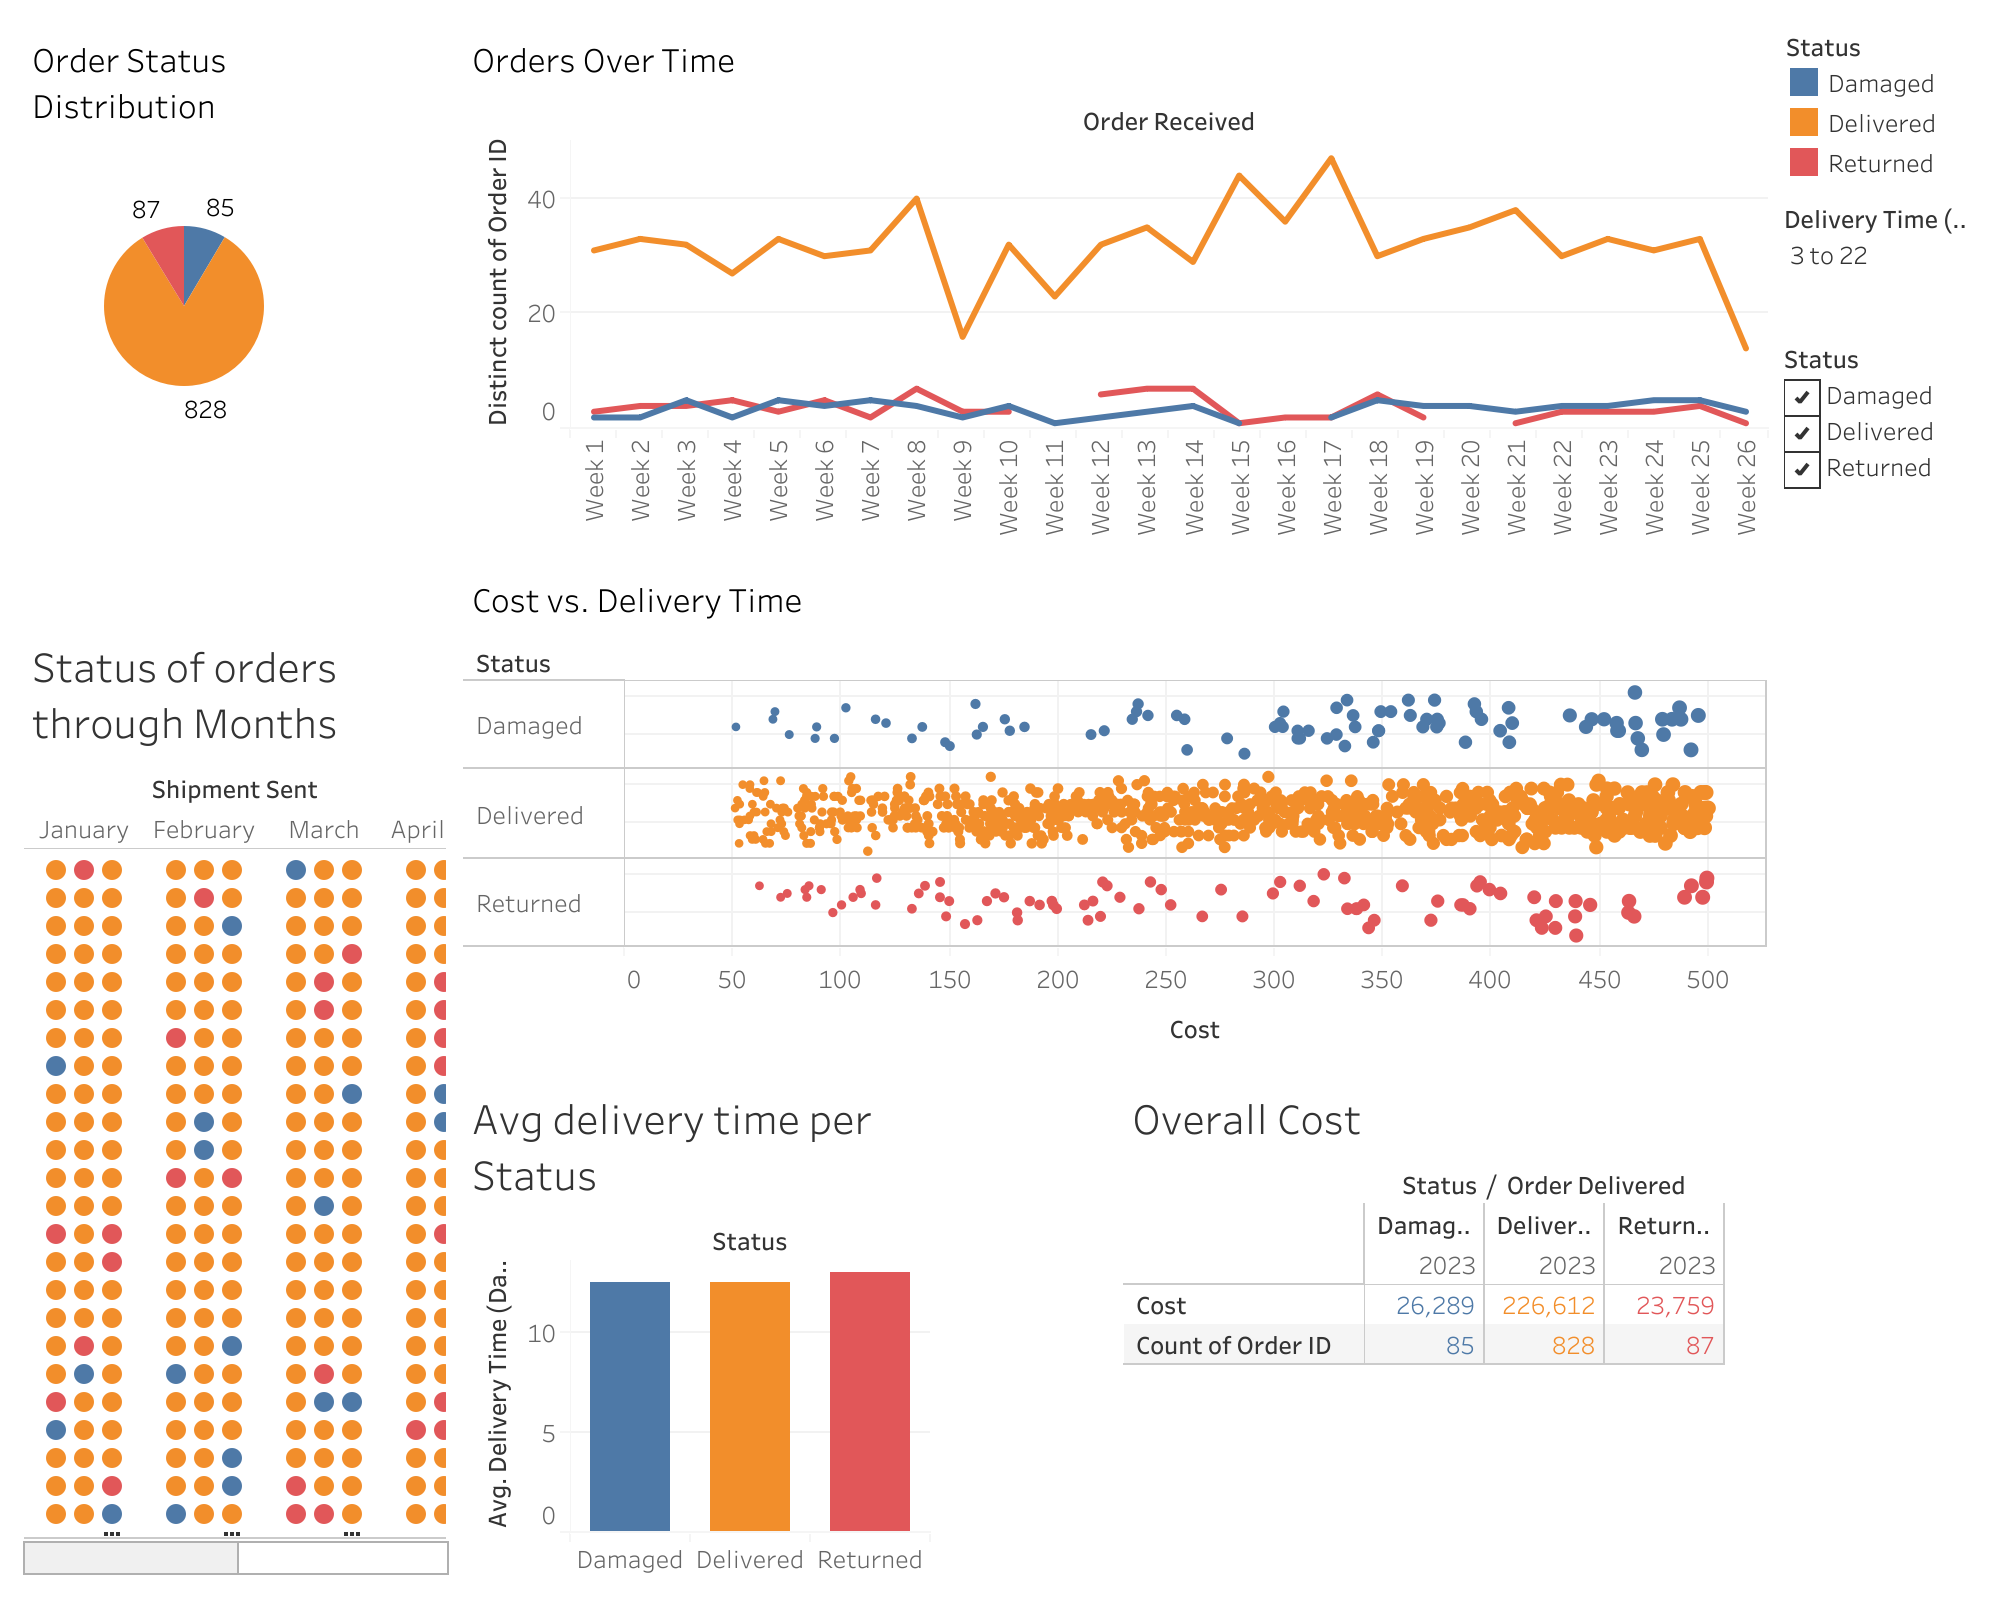 Order Status
Distribution
87
85
828
Orders Over Time
Order Received
Distinct count of Order ID
40
20
0
Week 1
Week 2
Week 3
Week 4
Week 5
Week 6
Week 7
Week 8
Week 9
Week 10
Week 11
Week 12
Week 13
Week 14
Week 15
Week 16
Week 17
Week 18
Week 19
Week 20
Week 21
Week 22
Week 23
Week 24
Week 25
Week 26
Status
Damaged
Delivered
Returned
Delivery Time (..
3 to 22
Status
Damaged
Delivered
Returned
Status of orders
through Months
Shipment Sent
January February March April
Cost vs. Delivery Time
Status
Damaged
Delivered
Returned
0 50 100 150 200 250 300 350 400 450 500
Cost
Avg delivery time per
Status
Status
Avg. Delivery Time (Da..
10
5
0
Damaged Delivered Returned
Overall Cost
Status / Order Delivered
Damag.. Deliver.. Return..
2023 2023 2023
Cost 26,289 226,612 23,759
Count of Order ID 85 828 87